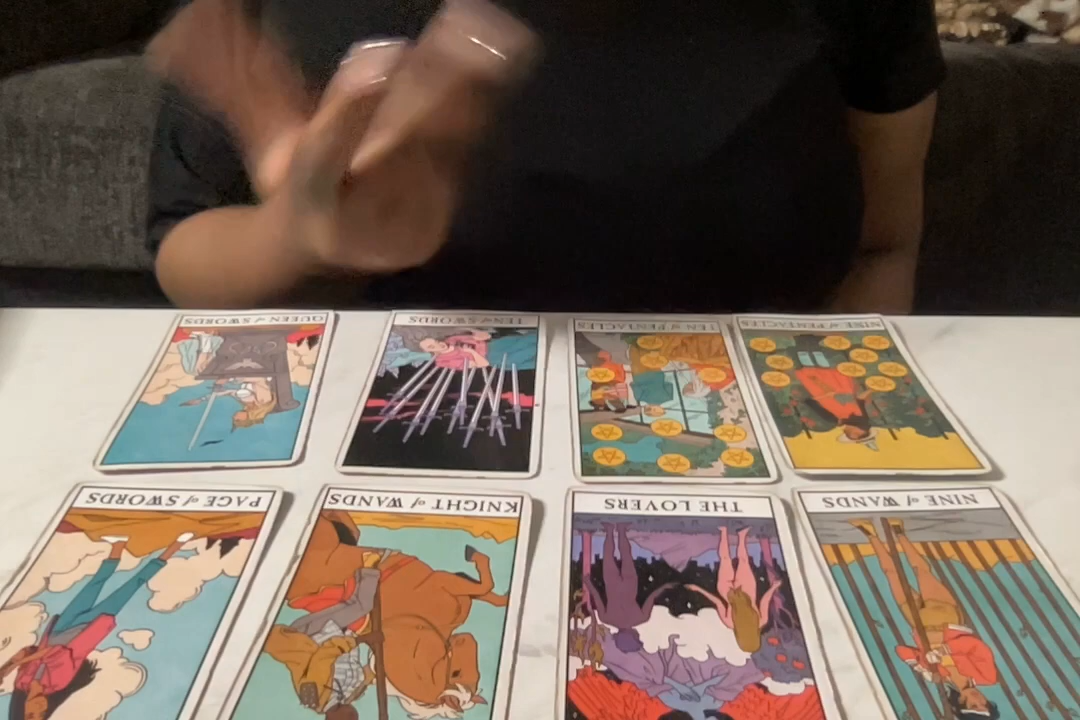 QUEEN of SWORDS
TEN of SWORDS
TEN of PENTACLES
NINE of PENTACLES
PAGE of SWORDS
KNIGHT of WANDS
THE LOVERS
NINE of WANDS